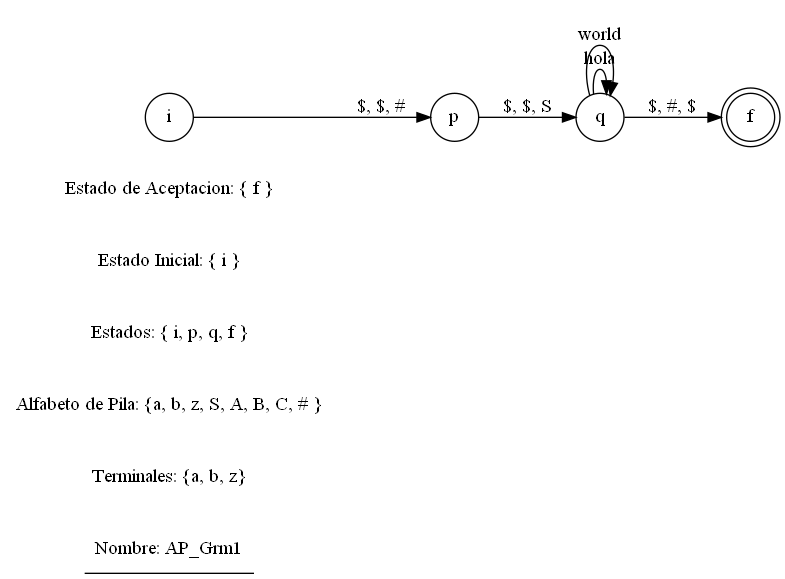 world
hola
$, $, #
$, $, S
$, #, $
i
p
q
f
Estado de Aceptacion: { f }
Estado Inicial: { i }
Estados: { i, p, q, f }
Alfabeto de Pila: {a, b, z, S, A, B, C, # }
Terminales: {a, b, z}
Nombre: AP_Grm1